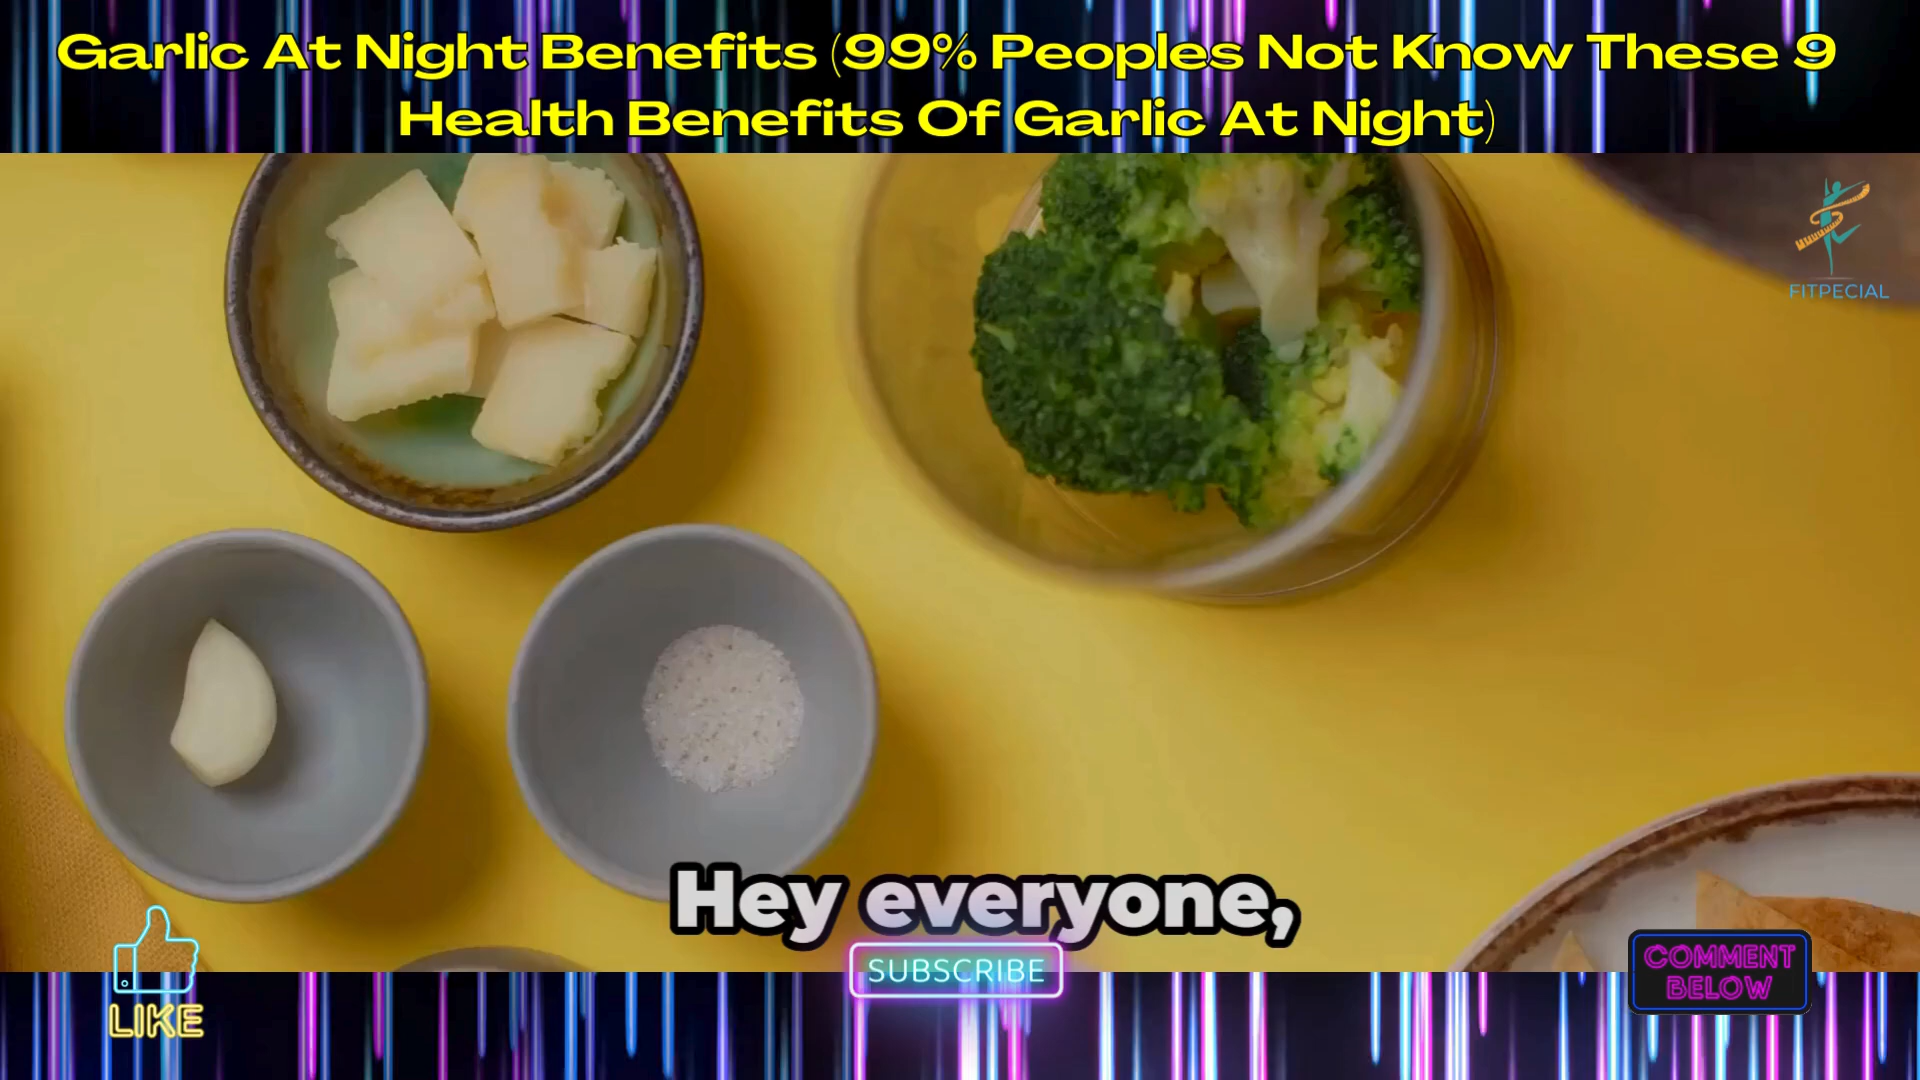 Garlic At Night Benefits (99% Peoples Not Know These 9
Health Benefits Of Garlic At Night)
FITPECIAL
Hey everyone,
SUBSCRIBE
COMMENT
BELOW
LIKE